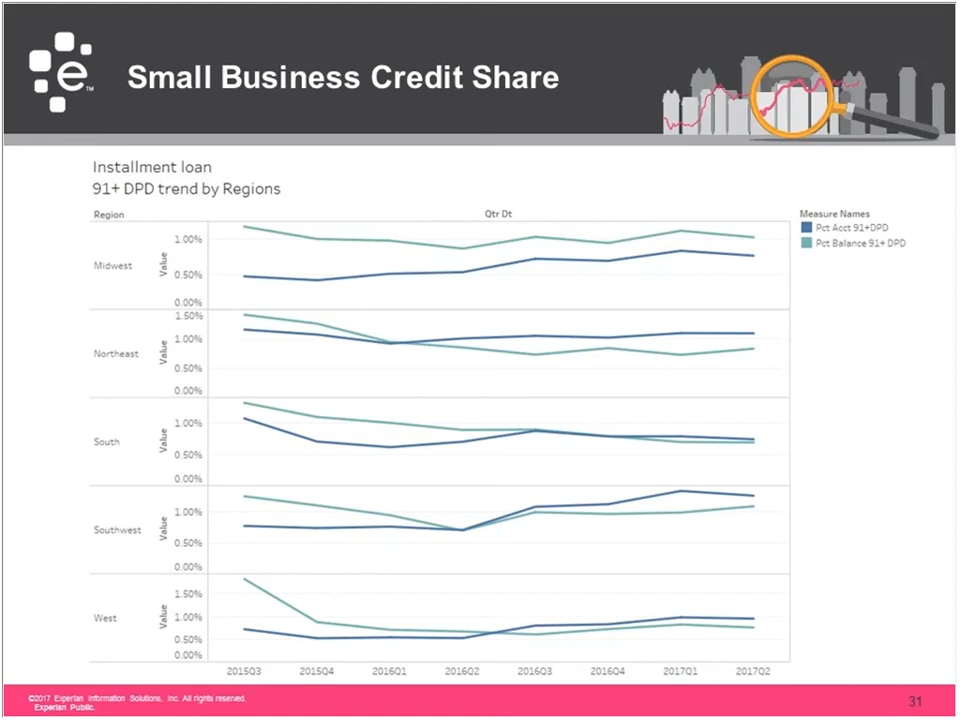 e™
Small Business Credit Share
Installment loan
91+ DPD trend by Regions
Region
Qtr Dt
Measure Names
Pct Acct 91+DPD
Pct Balance 91+ DPD
Midwest
Value
1.00%
0.50%
0.00%
Northeast
Value
1.50%
1.00%
0.50%
0.00%
South
Value
1.00%
0.50%
0.00%
Southwest
Value
1.00%
0.50%
0.00%
West
Value
1.50%
1.00%
0.50%
0.00%
2015Q3 2015Q4 2016Q1 2016Q2 2016Q3 2016Q4 2017Q1 2017Q2
©2017 Experian Information Solutions, Inc. All rights reserved.
Experian Public.
31